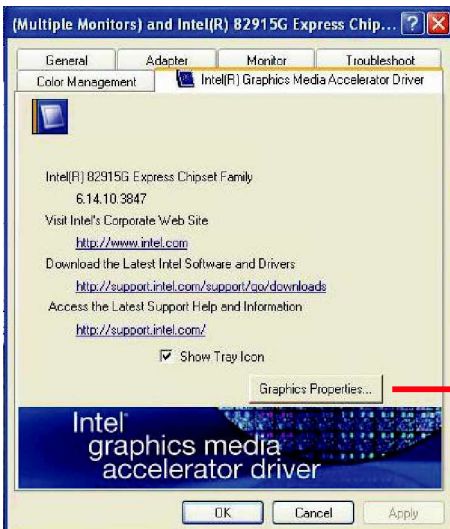 (Multiple Monitors) and Intel(R) 82915G Express Chip...
General Adapter Monitor Troubleshoot
Color Management Intel(R) Graphics Media Accelerator Driver
Intel(R) 82915G Express Chipset Family
6.14.10.3847
Visit Intel's Corporate Web Site
http://www.intel.com
Download the Latest Intel Software and Drivers
http://support.intel.com/support/go/downloads
Access the Latest Support Help and Information
http://support.intel.com/
Show Tray Icon
Graphics Properties...
Intel®
graphics media
accelerator driver
OK Cancel Apply